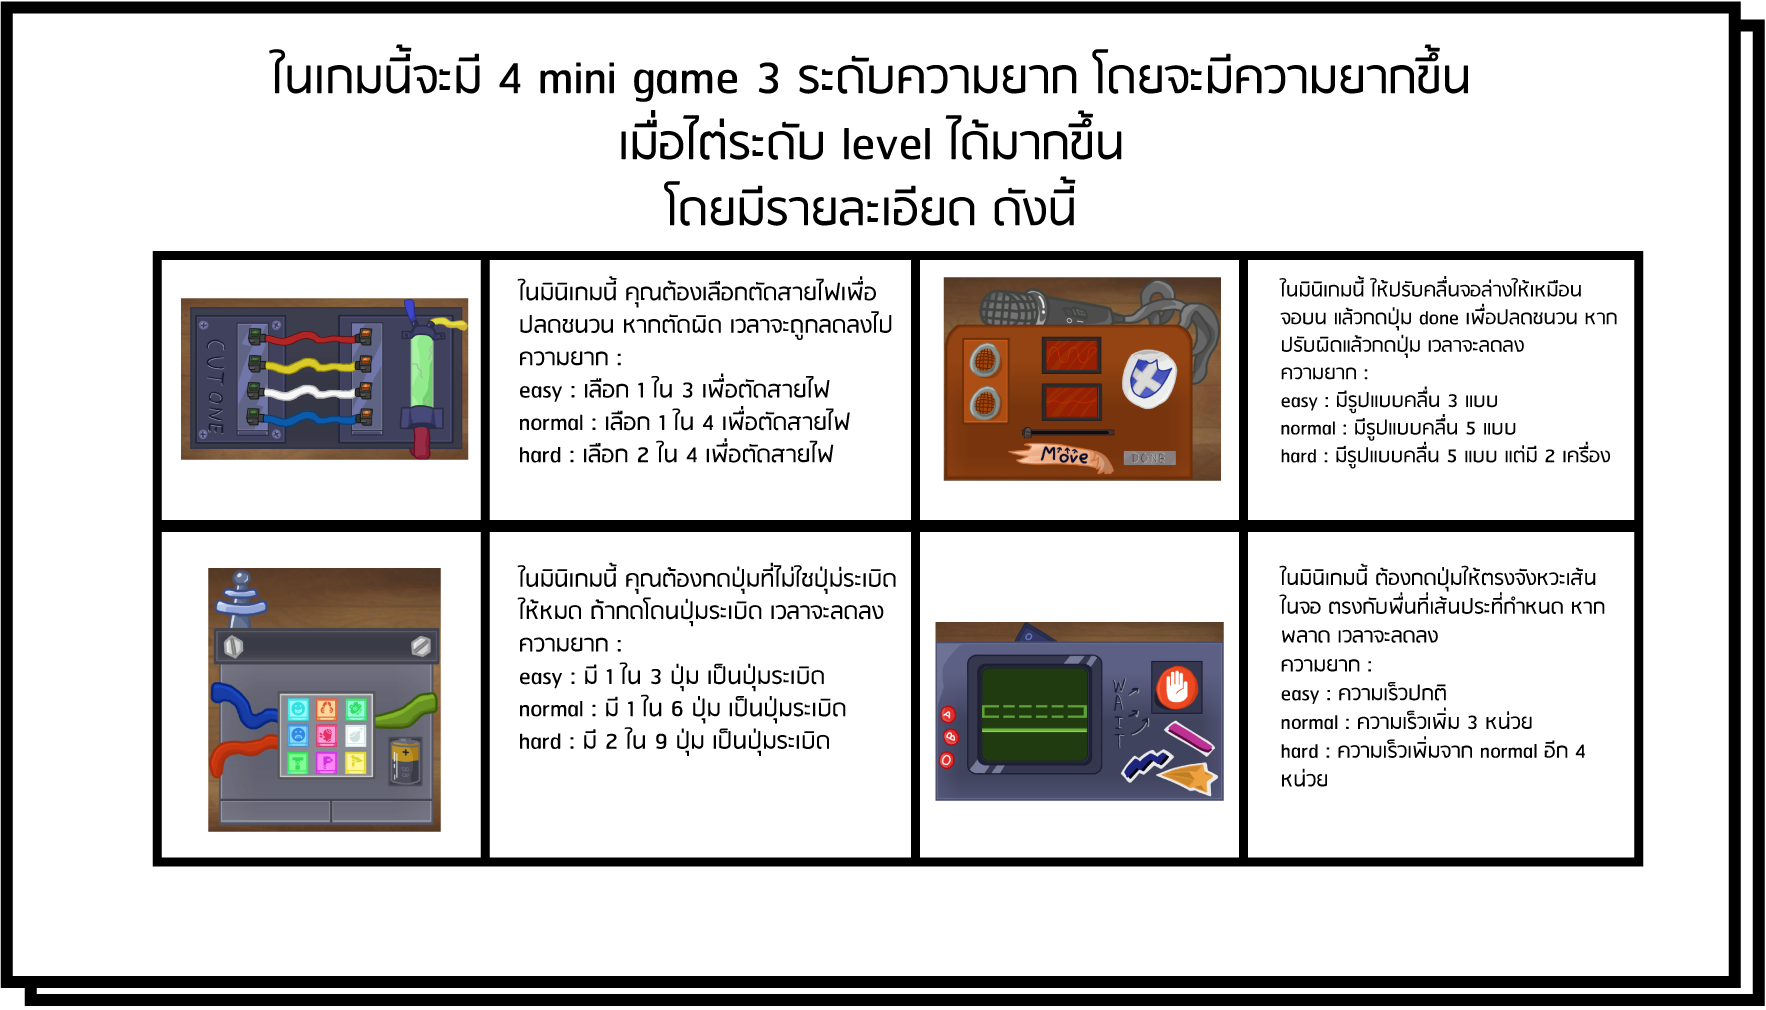 ในเกมนี้จะมี 4 mini game 3 ระดับความยาก โดยจะมีความยากขึ้น
เมื่อไต่ระดับ level ได้มากขึ้น
โดยมีรายละเอียด ดังนี้
CUT ONE
ในมินิเกมนี้ คุณต้องเลือกตัดสายไฟเพื่อ
ปลดชนวน หากตัดผิด เวลาจะถูกลดลงไป
ความยาก :
easy : เลือก 1 ใน 3 เพื่อตัดสายไฟ
normal : เลือก 1 ใน 4 เพื่อตัดสายไฟ
hard : เลือก 2 ใน 4 เพื่อตัดสายไฟ
Move
DONE
ในมินิเกมนี้ ให้ปรับคลื่นจอล่างให้เหมือน
จอบน แล้วกดปุ่ม done เพื่อปลดชนวน หาก
ปรับผิดแล้วกดปุ่ม เวลาจะลดลง
ความยาก :
easy : มีรูปแบบคลื่น 3 แบบ
normal : มีรูปแบบคลื่น 5 แบบ
hard : มีรูปแบบคลื่น 5 แบบ แต่มี 2 เครื่อง
T P
ในมินิเกมนี้ คุณต้องกดปุ่มที่ไม่ใชปุ่ม่ระเบิด
ให้หมด ถ้ากดโดนปุ่มระเบิด เวลาจะลดลง
ความยาก :
easy : มี 1 ใน 3 ปุ่ม เป็นปุ่มระเบิด
normal : มี 1 ใน 6 ปุ่ม เป็นปุ่มระเบิด
hard : มี 2 ใน 9 ปุ่ม เป็นปุ่มระเบิด
WAIT
A
B
O
ในมินิเกมนี้ ต้องกดปุ่มให้ตรงจังหวะเส้น
ในจอ ตรงกับพื่นที่เส้นประที่กำหนด หาก
พลาด เวลาจะลดลง
ความยาก :
easy : ความเร็วปกติ
normal : ความเร็วเพิ่ม 3 หน่วย
hard : ความเร็วเพิ่มจาก normal อีก 4
หน่วย